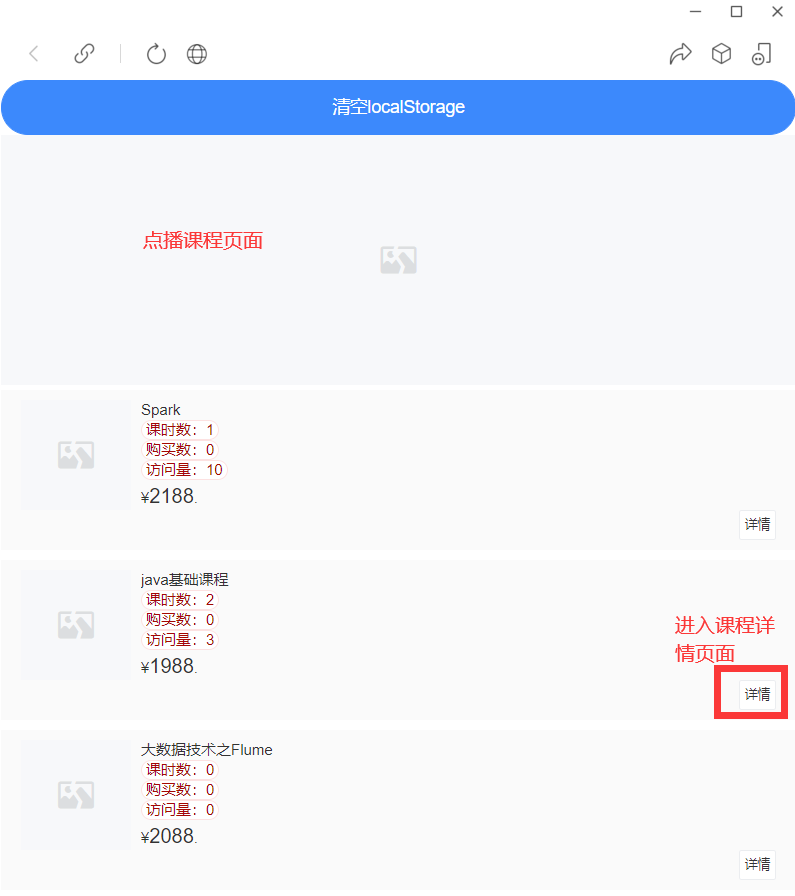 清空localStorage
点播课程页面
Spark
课时数：1
购买数：0
访问量：10
¥2188.
详情
java基础课程
课时数：2
购买数：0
访问量：3
¥1988.
进入课程详
情页面
详情
大数据技术之Flume
课时数：0
购买数：0
访问量：0
¥2088.
详情